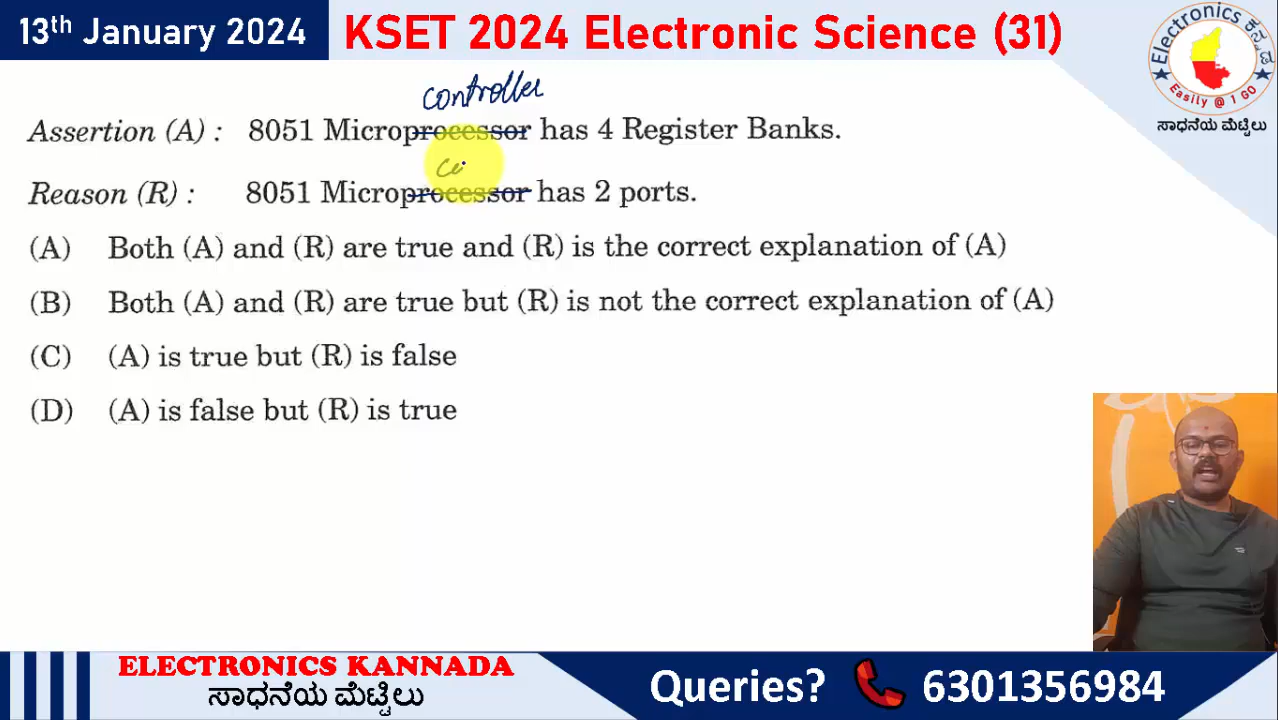 13th January 2024
KSET 2024 Electronic Science (31)
Electronics ಕನ್ನಡ
Easily @ 1 GO
ಸಾಧನೆಯ ಮೆಟ್ಟಿಲು
controller
Assertion (A) : 8051 Microprocessor has 4 Register Banks.
Reason (R) : 8051 Microprocessor has 2 ports.
(A) Both (A) and (R) are true and (R) is the correct explanation of (A)
(B) Both (A) and (R) are true but (R) is not the correct explanation of (A)
(C) (A) is true but (R) is false
(D) (A) is false but (R) is true
ELECTRONICS KANNADA
ಸಾಧನೆಯ ಮೆಟ್ಟಿಲು
Queries? 6301356984